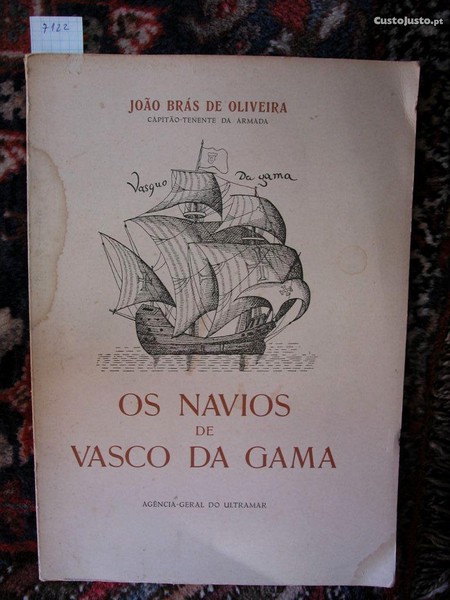 7122
CustoJusto.pt
JOÃO BRÁS DE OLIVEIRA
CAPITÃO-TENENTE DA ARMADA
Vasquo Da gama
OS NAVIOS
DE
VASCO DA GAMA
AGÊNCIA-GERAL DO ULTRAMAR